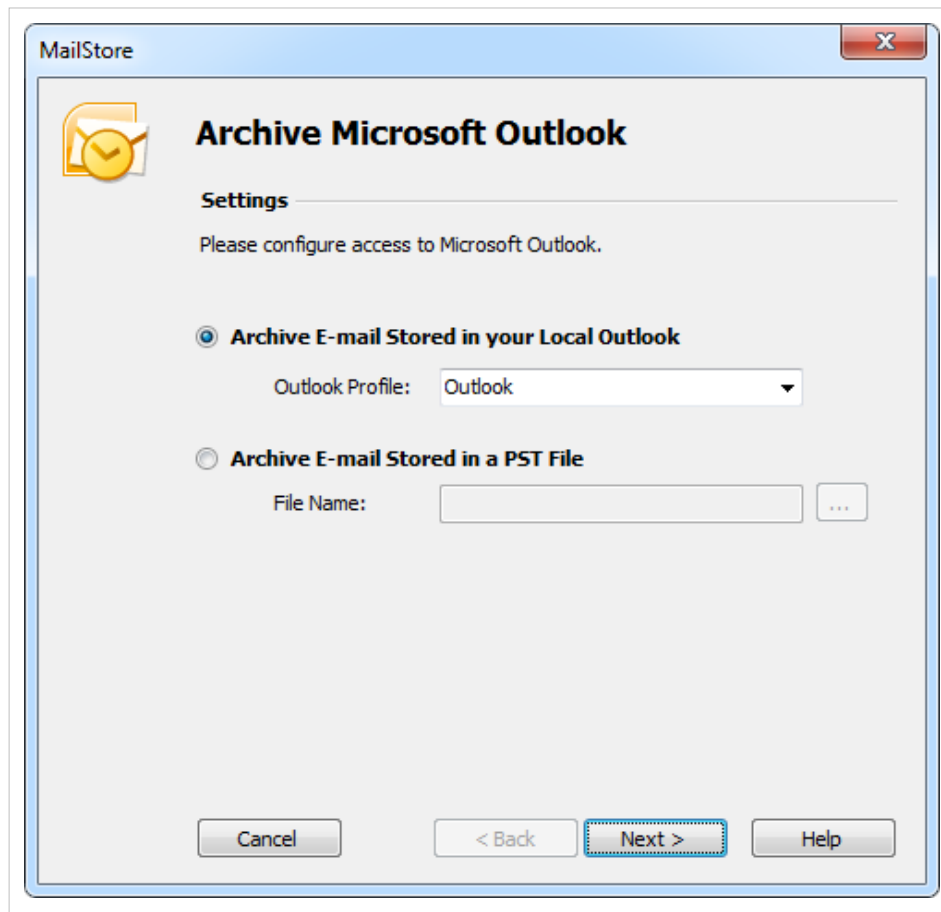 MailStore
Archive Microsoft Outlook
Settings
Please configure access to Microsoft Outlook.
Archive E-mail Stored in your Local Outlook
Outlook Profile: Outlook
Archive E-mail Stored in a PST File
File Name: ...
Cancel < Back Next > Help